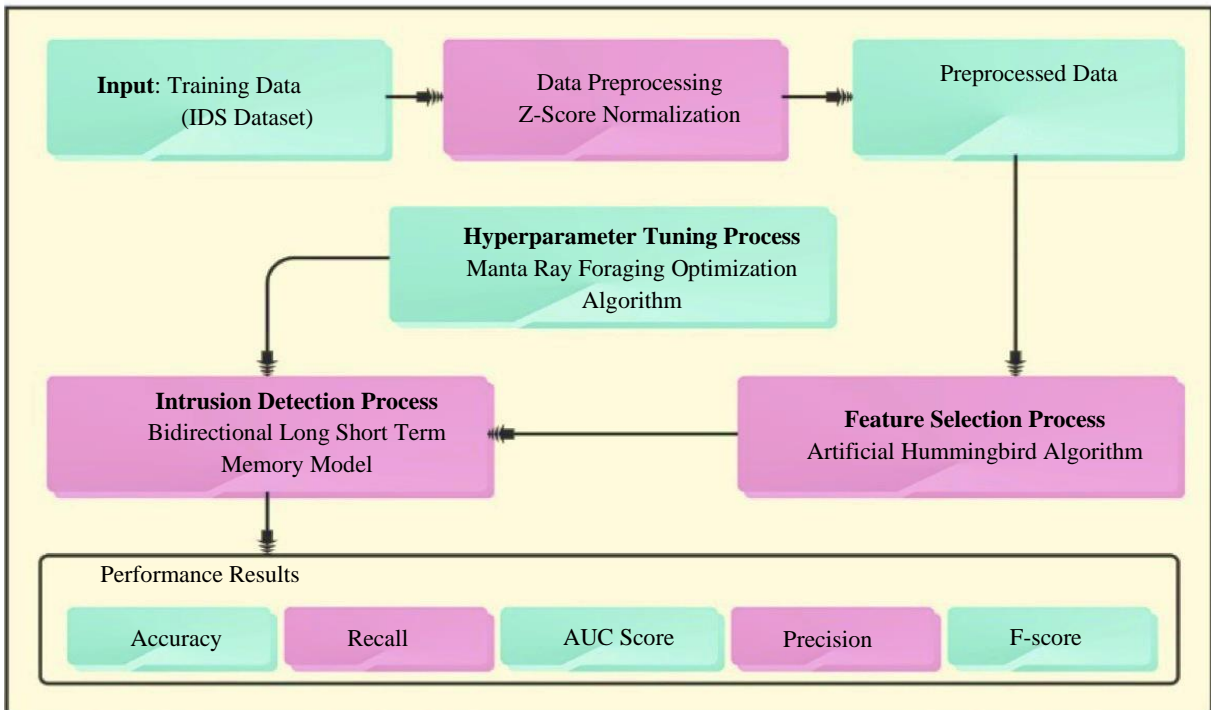 Input: Training Data
(IDS Dataset)
Data Preprocessing
Z-Score Normalization
Preprocessed Data
Hyperparameter Tuning Process
Manta Ray Foraging Optimization
Algorithm
Feature Selection Process
Artificial Hummingbird Algorithm
Intrusion Detection Process
Bidirectional Long Short Term
Memory Model
Performance Results
Accuracy
Recall
AUC Score
Precision
F-score